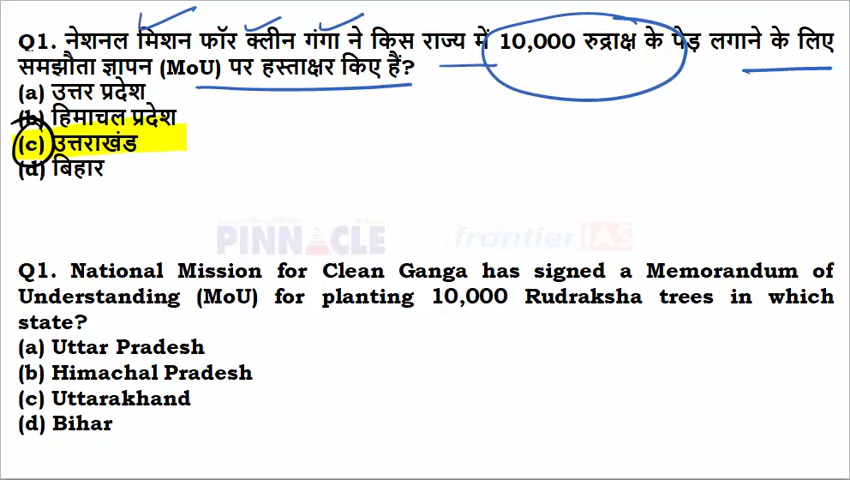 Q1. नेशनल मिशन फॉर क्लीन गंगा ने किस राज्य में 10,000 रुद्राक्ष के पेड़ लगाने के लिए
समझौता ज्ञापन (MoU) पर हस्ताक्षर किए हैं?
(a) उत्तर प्रदेश
(b) हिमाचल प्रदेश
(c) उत्तराखंड
(d) बिहार
PINNACLE frontier IAS
Q1. National Mission for Clean Ganga has signed a Memorandum of
Understanding (MoU) for planting 10,000 Rudraksha trees in which
state?
(a) Uttar Pradesh
(b) Himachal Pradesh
(c) Uttarakhand
(d) Bihar